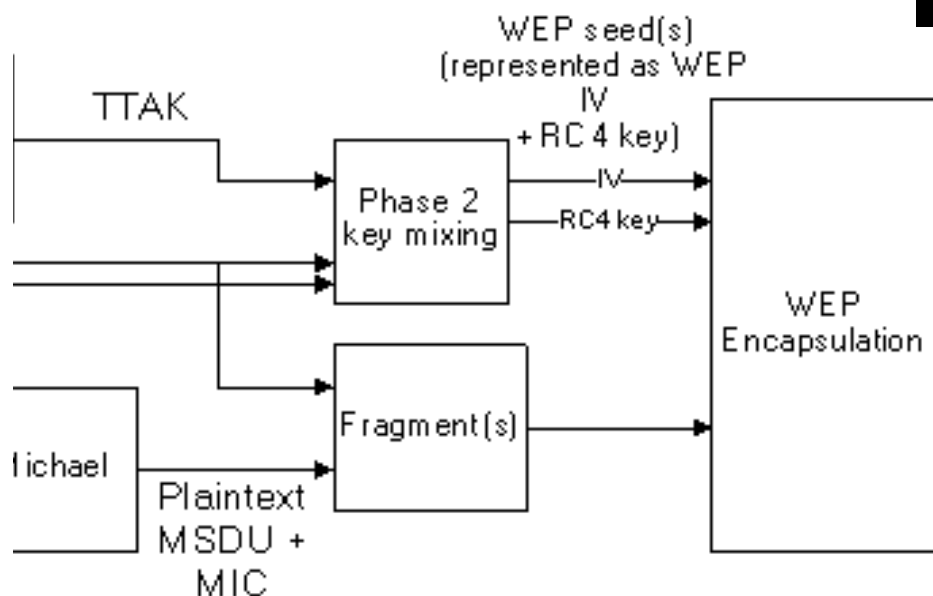 WEP seed(s)
(represented as WEP
IV
+ RC4 key)
TTAK
IV
Phase 2
key mixing
RC4 key
WEP
Encapsulation
Fragment(s)
ichael
Plaintext
MSDU +
MIC